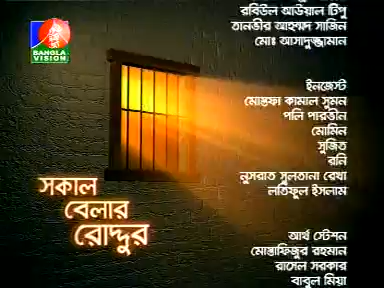 রবিউল আউয়াল টিপু
তানভীর আহম্মদ সাজিন
মোঃ আসাদুজ্জামান
BANGLA
VISION
ইনজেস্ট
মোস্তফা কামাল সুমন
পলি পারভীন
মোমিন
সুজিত
রনি
নুসরাত সুলতানা রেখা
লতিফুল ইসলাম
সকাল
বেলার
রোদ্দুর
আর্থ স্টেশন
মোস্তাফিজুর রহমান
রাসেল সরকার
বাবুল মিয়া